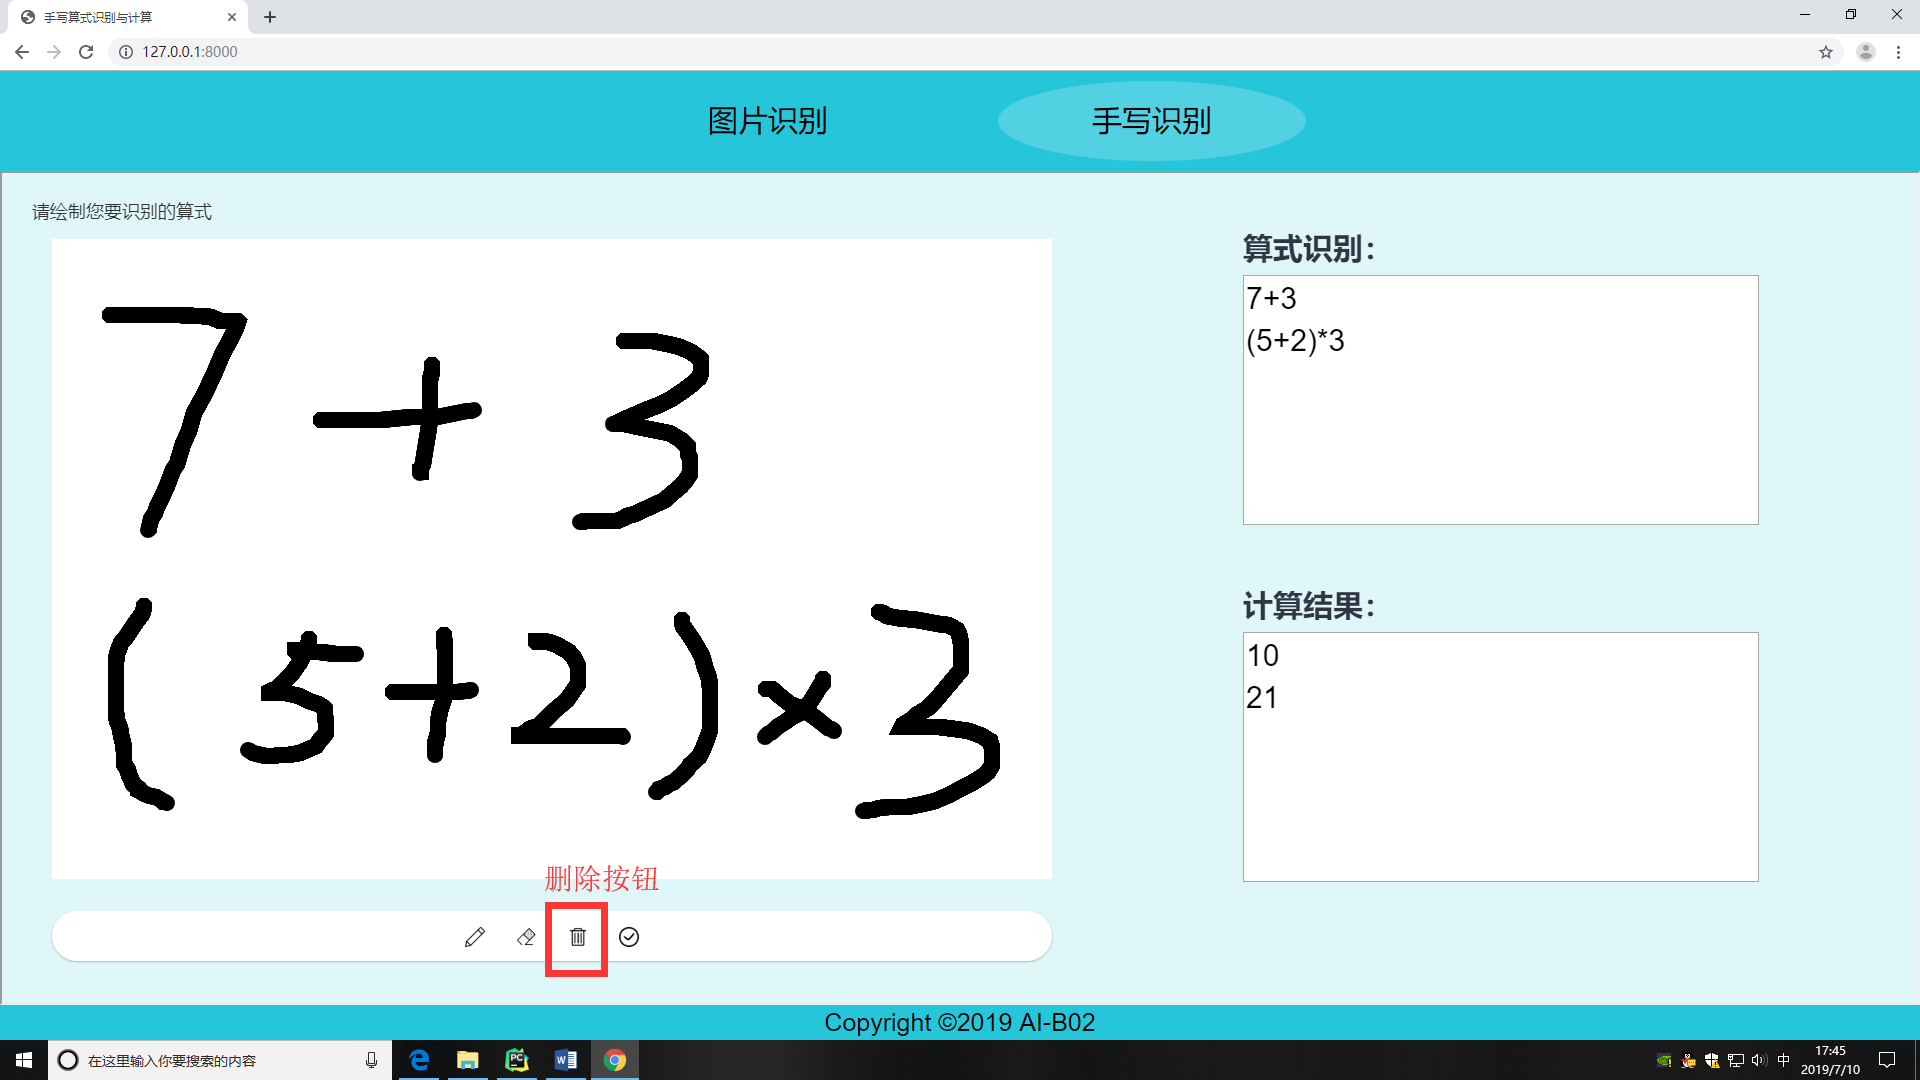 手写算式识别与计算
127.0.0.1:8000
图片识别
手写识别
请绘制您要识别的算式
7+3
(5+2)×3
删除按钮
算式识别：
7+3
(5+2)*3
计算结果：
10
21
Copyright ©2019 AI-B02
在这里输入你要搜索的内容
中
17:45
2019/7/10